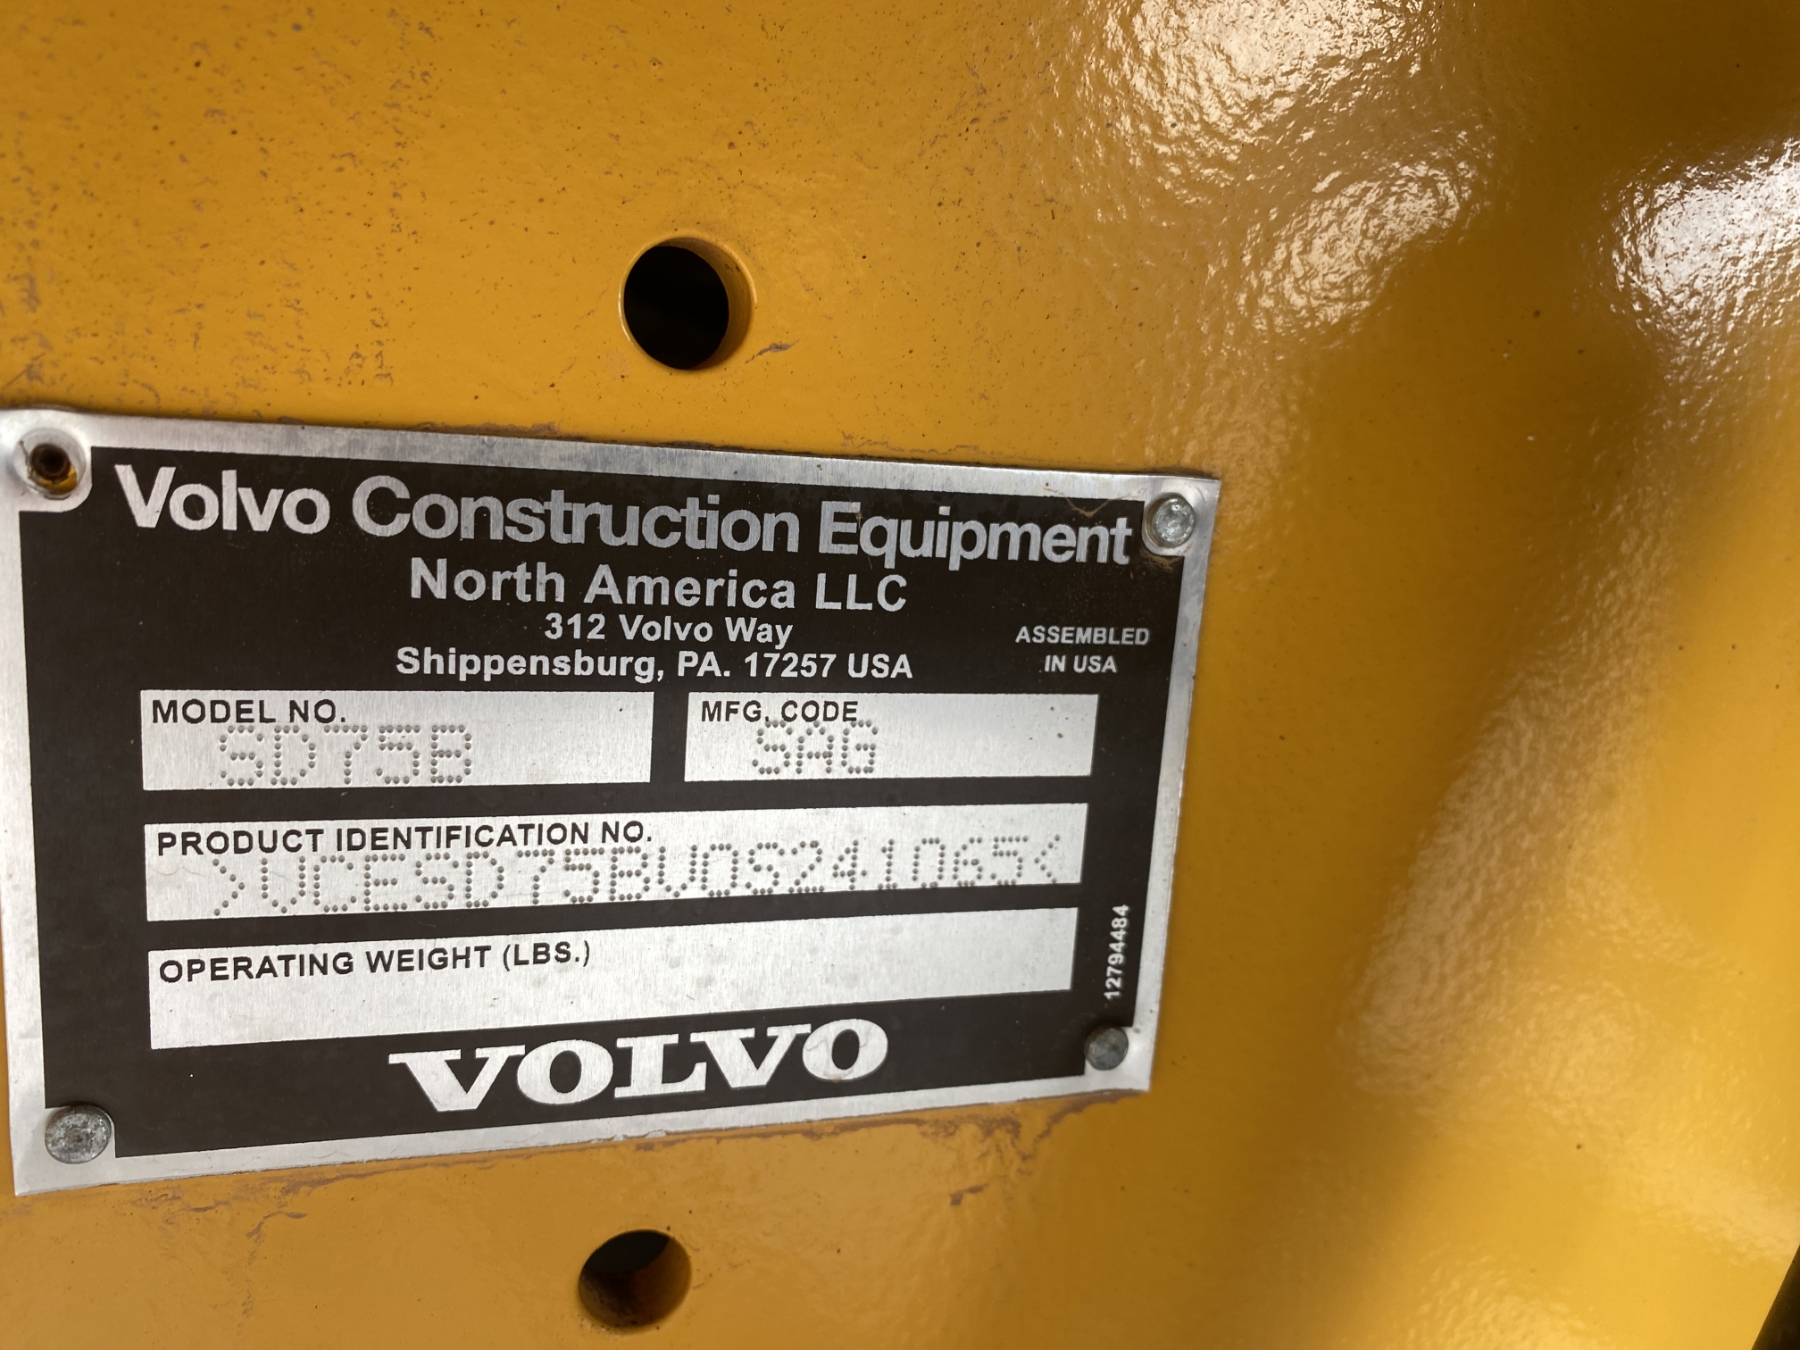 Volvo Construction Equipment
North America LLC
312 Volvo Way
Shippensburg, PA. 17257 USA
ASSEMBLED
IN USA
MODEL NO.
SD75B
MFG. CODE
SAG
PRODUCT IDENTIFICATION NO.
>VCESD75BV0S241065<
OPERATING WEIGHT (LBS.)
12794484
VOLVO